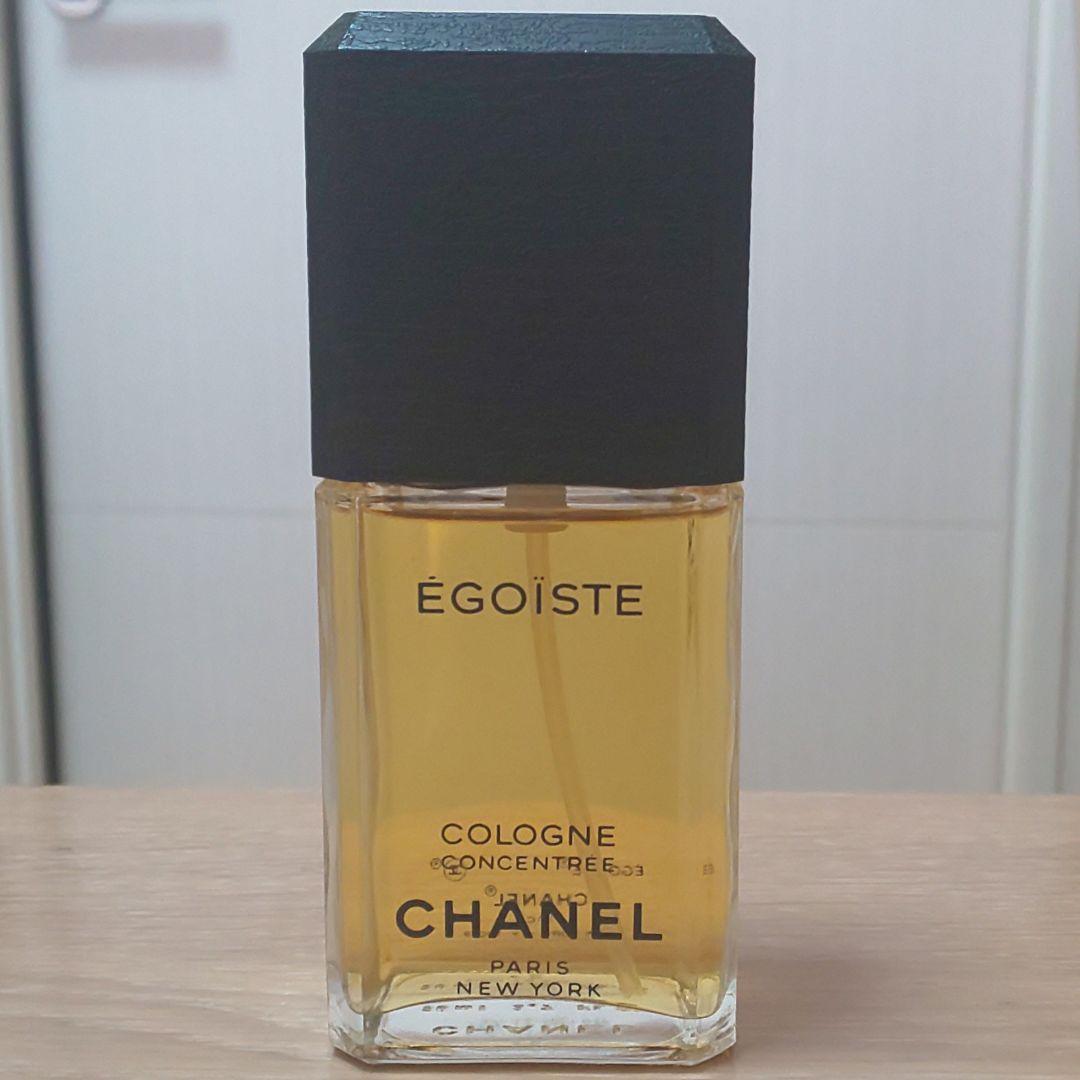 ÉGOÏSTE
COLOGNE
CONCENTRÉE
CHANEL
PARIS
NEW YORK